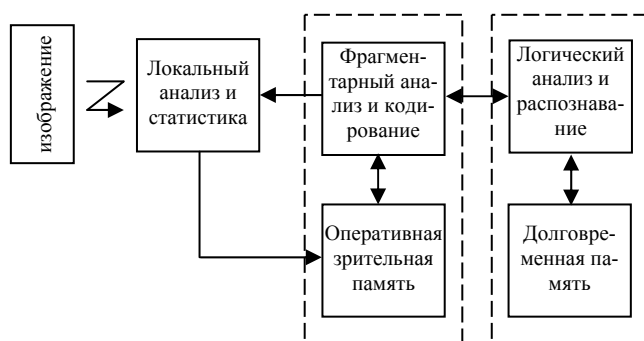 изображение
Локальный
анализ и
статистика
Фрагмен-
тарный ана-
лиз и коди-
рование
Логический
анализ и
распознава-
ние
Оперативная
зрительная
память
Долговре-
менная па-
мять